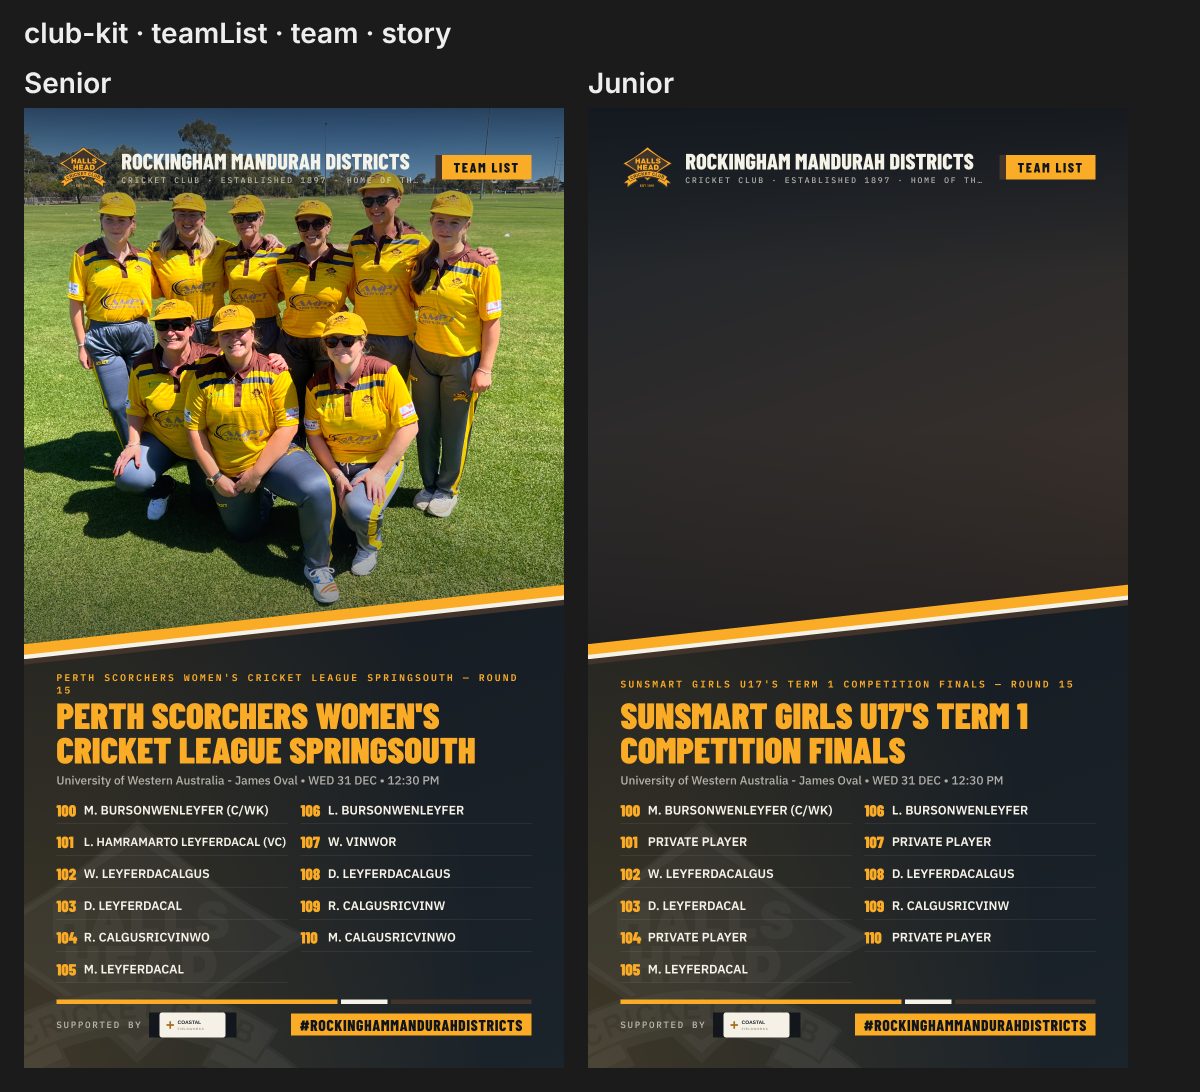 club-kit · teamList · team · story
Senior
HALLS HEAD
CRICKET CLUB
ROCKINGHAM MANDURAH DISTRICTS
CRICKET CLUB · ESTABLISHED 1897 · HOME OF TH…
TEAM LIST
PERTH SCORCHERS WOMEN'S CRICKET LEAGUE SPRINGSOUTH — ROUND
15
PERTH SCORCHERS WOMEN'S
CRICKET LEAGUE SPRINGSOUTH
University of Western Australia - James Oval • WED 31 DEC • 12:30 PM
100 M. BURSONWENLEYFER (C/WK)
101 L. HAMRAMARTO LEYFERDACAL (VC)
102 W. LEYFERDACALGUS
103 D. LEYFERDACAL
104 R. CALGUSRICVINWO
105 M. LEYFERDACAL
106 L. BURSONWENLEYFER
107 W. VINWOR
108 D. LEYFERDACALGUS
109 R. CALGUSRICVINW
110 M. CALGUSRICVINWO
SUPPORTED BY
COASTAL
#ROCKINGHAMMANDURAHDISTRICTS
Junior
HALLS HEAD
CRICKET CLUB
ROCKINGHAM MANDURAH DISTRICTS
CRICKET CLUB · ESTABLISHED 1897 · HOME OF TH…
TEAM LIST
SUNSMART GIRLS U17'S TERM 1 COMPETITION FINALS — ROUND 15
SUNSMART GIRLS U17'S TERM 1
COMPETITION FINALS
University of Western Australia - James Oval • WED 31 DEC • 12:30 PM
100 M. BURSONWENLEYFER (C/WK)
101 PRIVATE PLAYER
102 W. LEYFERDACALGUS
103 D. LEYFERDACAL
104 PRIVATE PLAYER
105 M. LEYFERDACAL
106 L. BURSONWENLEYFER
107 PRIVATE PLAYER
108 D. LEYFERDACALGUS
109 R. CALGUSRICVINW
110 PRIVATE PLAYER
SUPPORTED BY
COASTAL
#ROCKINGHAMMANDURAHDISTRICTS